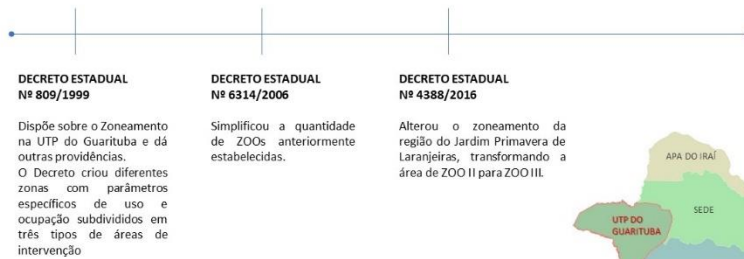 DECRETO ESTADUAL
Nº 809/1999
Dispõe sobre o Zoneamento
na UTP do Guarituba e dá
outras providências.
O Decreto criou diferentes
zonas com parâmetros
específicos de uso e
ocupação subdivididos em
três tipos de áreas de
intervenção
DECRETO ESTADUAL
Nº 6314/2006
Simplificou a quantidade
de ZOOs anteriormente
estabelecidas.
DECRETO ESTADUAL
Nº 4388/2016
Alterou o zoneamento da
região do Jardim Primavera de
Laranjeiras, transformando a
área de ZOO II para ZOO III.
APA DO IRAÍ
SEDE
UTP DO
GUARITUBA